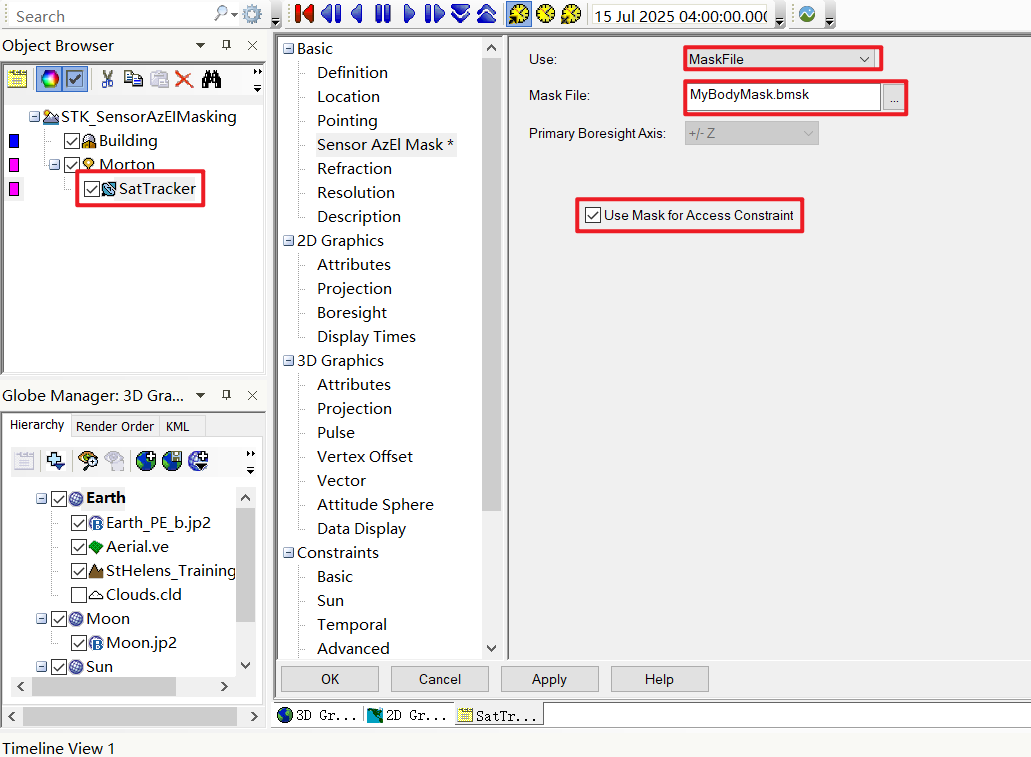 Search
15 Jul 2025 04:00:00.000
Object Browser
STK_SensorAzElMasking
Building
Morton
SatTracker
Globe Manager: 3D Gra...
Hierarchy
Render Order
KML
Earth
Earth_PE_b.jp2
Aerial.ve
StHelens_Training
Clouds.cld
Moon
Moon.jp2
Sun
Basic
Definition
Location
Pointing
Sensor AzEl Mask *
Refraction
Resolution
Description
2D Graphics
Attributes
Projection
Boresight
Display Times
3D Graphics
Attributes
Projection
Pulse
Vertex Offset
Vector
Attitude Sphere
Data Display
Constraints
Basic
Sun
Temporal
Advanced
Use:
MaskFile
Mask File:
MyBodyMask.bmsk
...
Primary Boresight Axis:
+/- Z
Use Mask for Access Constraint
OK
Cancel
Apply
Help
3D Gr...
2D Gr...
SatTr...
Timeline View 1